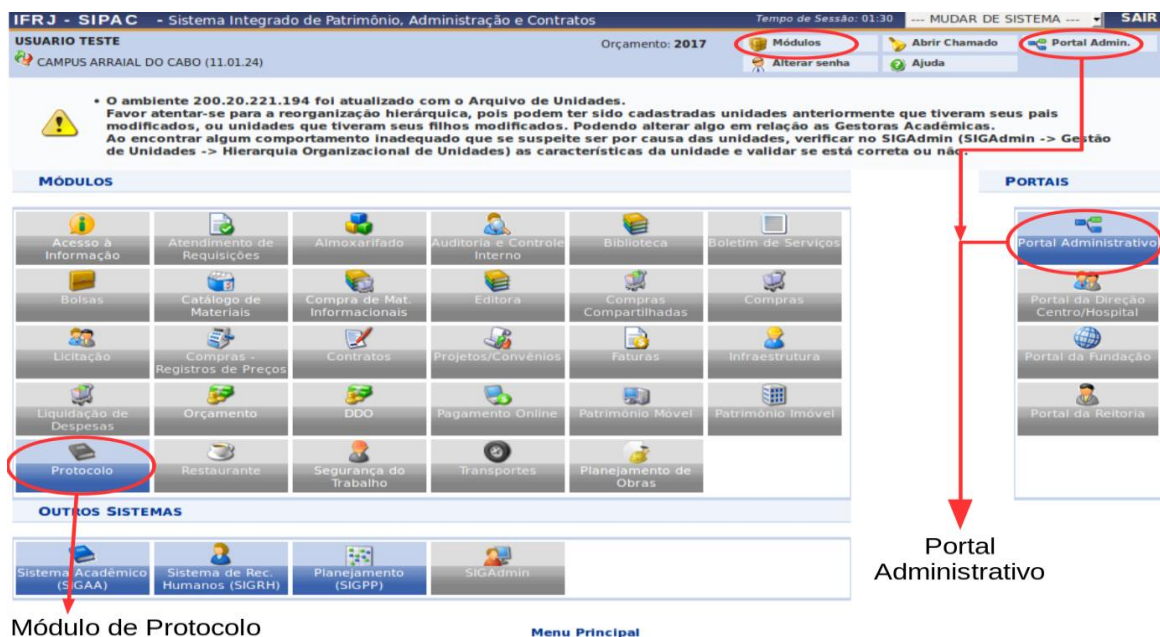 IFRJ - SIPAC - Sistema Integrado de Patrimônio, Administração e Contratos
Tempo de Sessão: 01:30
--- MUDAR DE SISTEMA ---
SAIR
USUARIO TESTE
Orçamento: 2017
Módulos
Abrir Chamado
Portal Admin.
CAMPUS ARRAIAL DO CABO (11.01.24)
Alterar senha
Ajuda
• O ambiente 200.20.221.194 foi atualizado com o Arquivo de Unidades.
Favor atentar-se para a reorganização hierárquica, pois podem ter sido cadastradas unidades anteriormente que tiveram seus pais
modificados, ou unidades que tiveram seus filhos modificados. Podendo alterar algo em relação as Gestoras Acadêmicas.
Ao encontrar algum comportamento inadequado que se suspeite ser por causa das unidades, verificar no SIGAdmin (SIGAdmin -> Gestão
de Unidades -> Hierarquia Organizacional de Unidades) as características da unidade e validar se está correta ou não.
MÓDULOS
PORTAIS
Acesso à
Informação
Atendimento de
Requisições
Almoxarifado
Auditoria e Controle
Interno
Biblioteca
Boletim de Serviços
Portal Administrativo
Bolsas
Catálogo de
Materiais
Compra de Mat.
Informacionais
Editora
Compras
Compartilhadas
Compras
Portal da Direção
Centro/Hospital
Licitação
Compras -
Registros de Preços
Contratos
Projetos/Convênios
Faturas
Infraestrutura
Portal da Fundação
Liquidação de
Despesas
Orçamento
DDO
Pagamento Online
Patrimônio Móvel
Patrimônio Imóvel
Portal da Reitoria
Protocolo
Restaurante
Segurança do
Trabalho
Transportes
Planejamento de
Obras
OUTROS SISTEMAS
Sistema Acadêmico
(SIGAA)
Sistema de Rec.
Humanos (SIGRH)
Planejamento
(SIGPP)
SIGAdmin
Portal
Administrativo
Módulo de Protocolo
Menu Principal